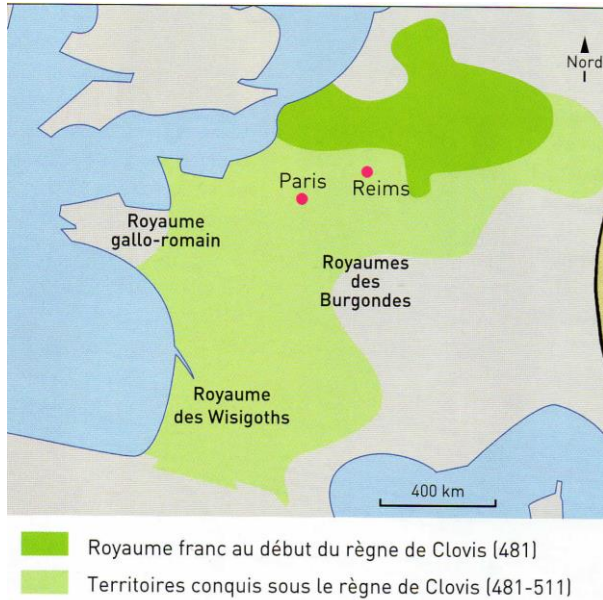 Nord
Paris
Reims
Royaume
gallo-romain
Royaumes
des
Burgondes
Royaume
des Wisigoths
400 km
Royaume franc au début du règne de Clovis (481)
Territoires conquis sous le règne de Clovis (481-511)